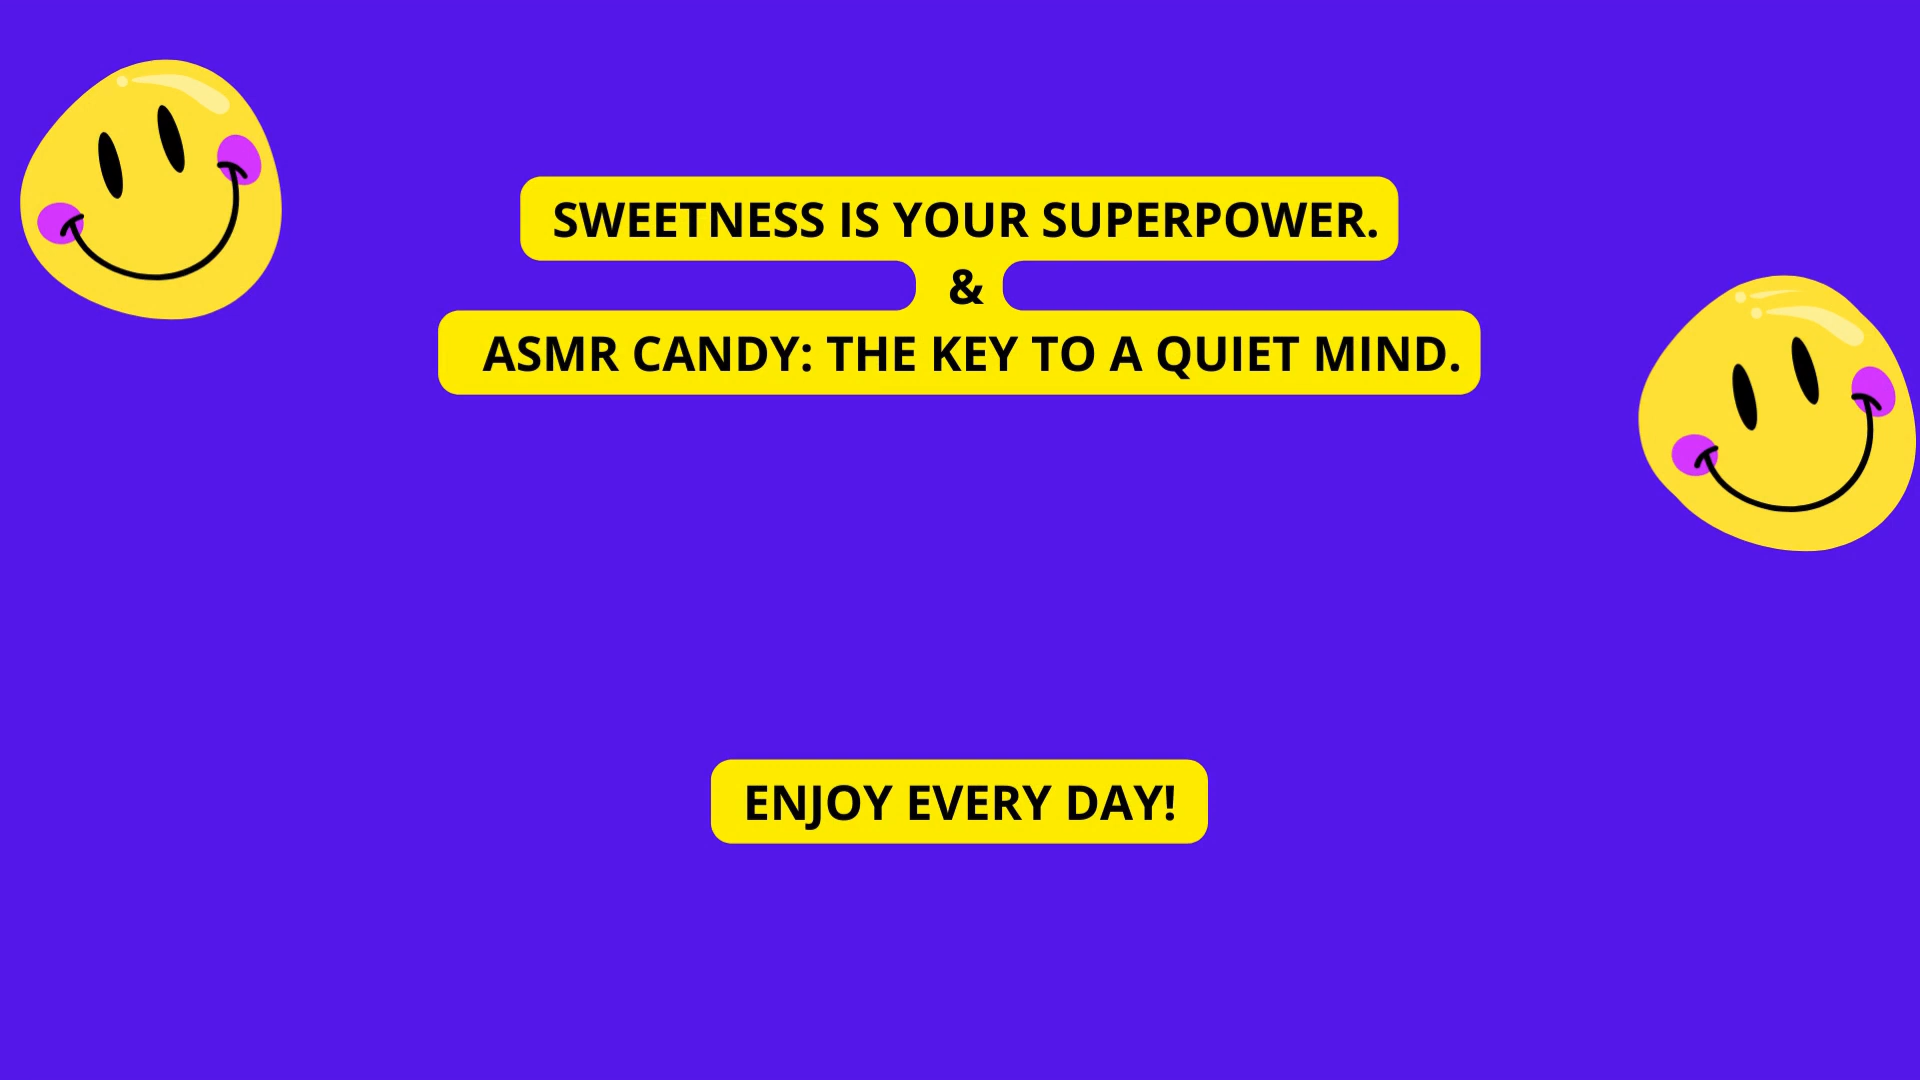 SWEETNESS IS YOUR SUPERPOWER.
&
ASMR CANDY: THE KEY TO A QUIET MIND.
ENJOY EVERY DAY!